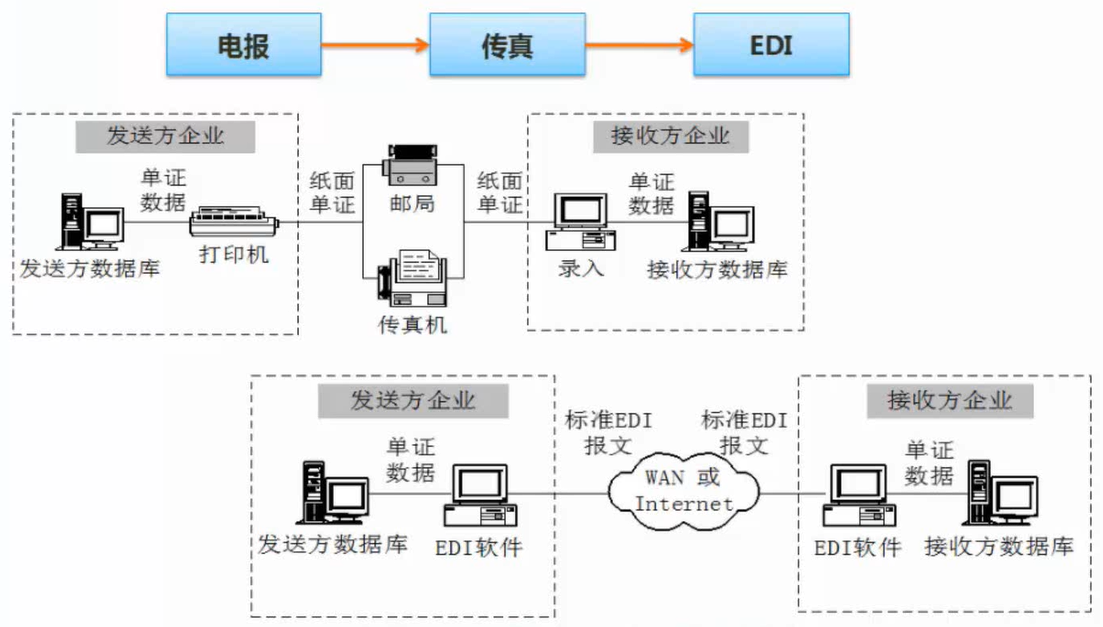 电报
传真
EDI
发送方企业
接收方企业
单证
数据
纸面
单证
纸面
单证
单证
数据
邮局
发送方数据库
打印机
录入
接收方数据库
传真机
发送方企业
接收方企业
标准EDI
报文
标准EDI
报文
单证
数据
WAN 或
Internet
单证
数据
发送方数据库
EDI软件
EDI软件
接收方数据库